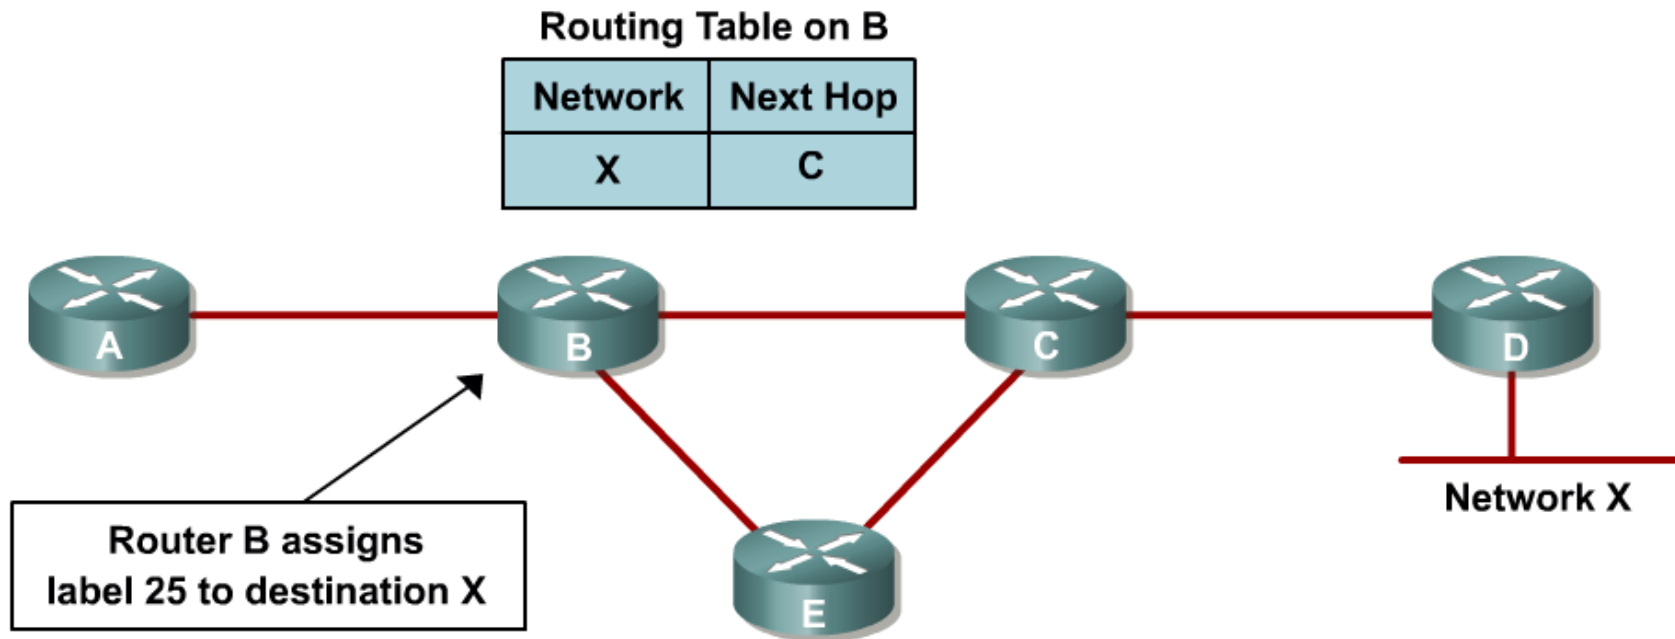 Routing Table on B
Network Next Hop
X C
A B C D
Network X
Router B assigns
label 25 to destination X
E